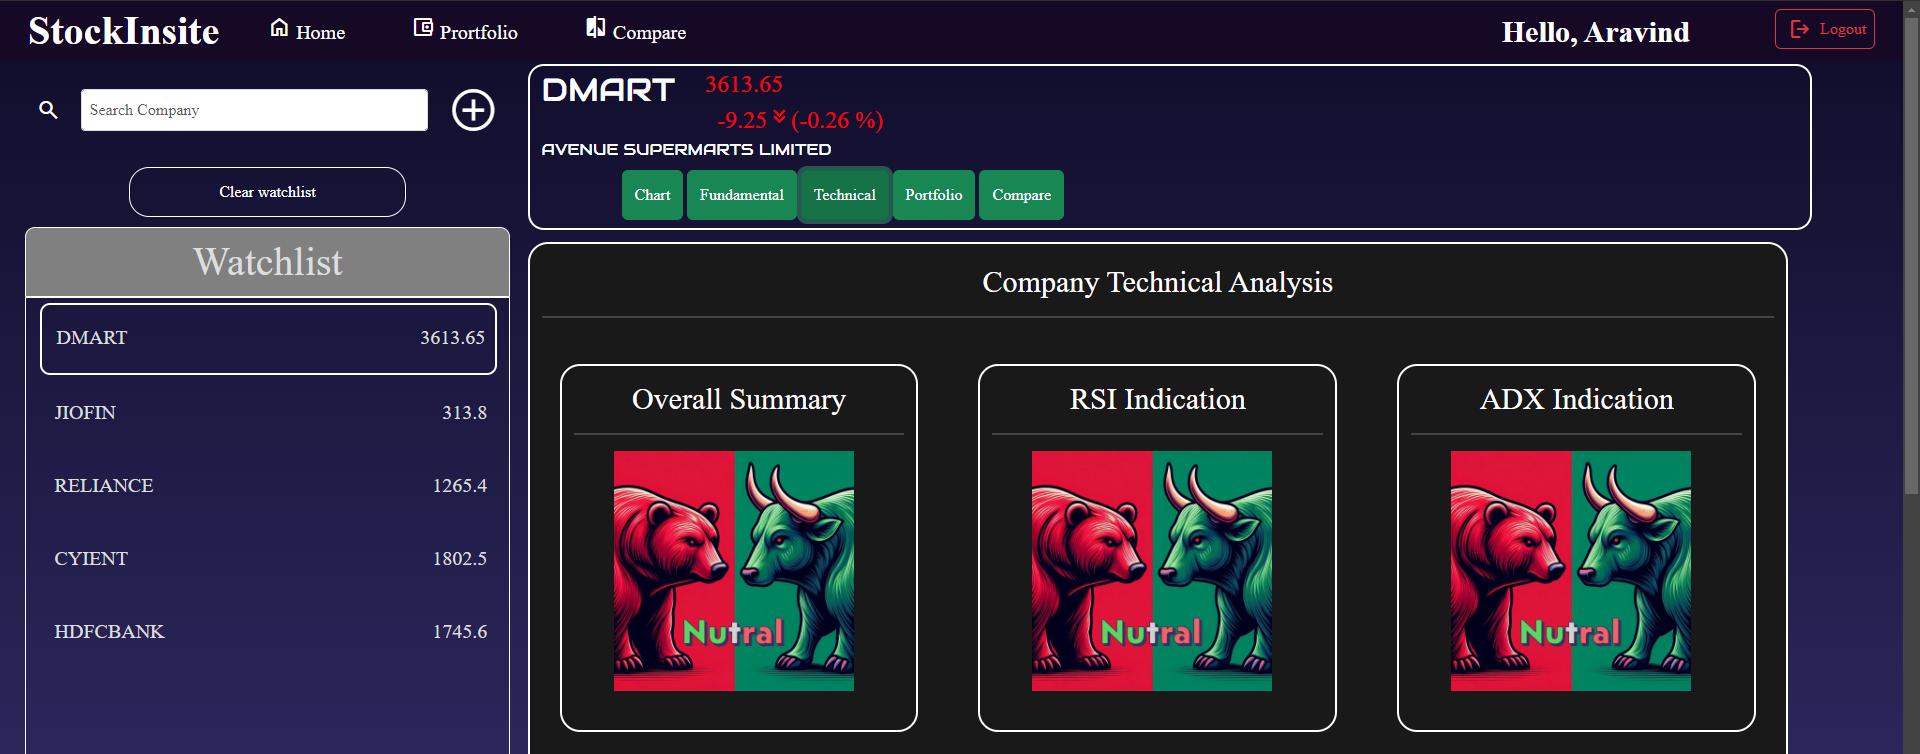 StockInsite
Home
Prortfolio
Compare
Hello, Aravind
Logout
Search Company
Clear watchlist
Watchlist
DMART 3613.65
JIOFIN 313.8
RELIANCE 1265.4
CYIENT 1802.5
HDFCBANK 1745.6
DMART 3613.65
-9.25 (-0.26 %)
AVENUE SUPERMARTS LIMITED
Chart
Fundamental
Technical
Portfolio
Compare
Company Technical Analysis
Overall Summary
Nutral
RSI Indication
Nutral
ADX Indication
Nutral